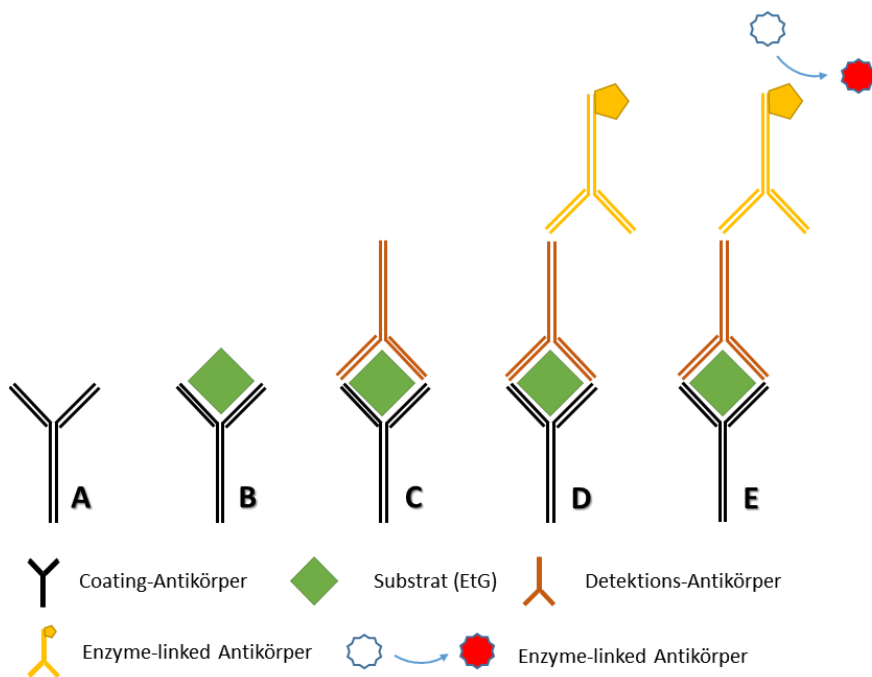 A B C D E
Coating-Antikörper Substrat (EtG) Detektions-Antikörper
Enzyme-linked Antikörper Enzyme-linked Antikörper